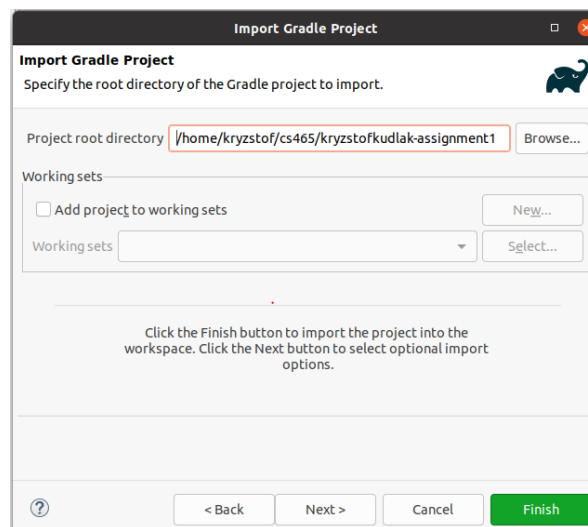 Import Gradle Project
Import Gradle Project
Specify the root directory of the Gradle project to import.
Project root directory /home/kryzstof/cs465/kryzstofkudlak-assignment1 Browse...
Working sets
Add project to working sets New...
Working sets Select...
Click the Finish button to import the project into the
workspace. Click the Next button to select optional import
options.
? < Back Next > Cancel Finish